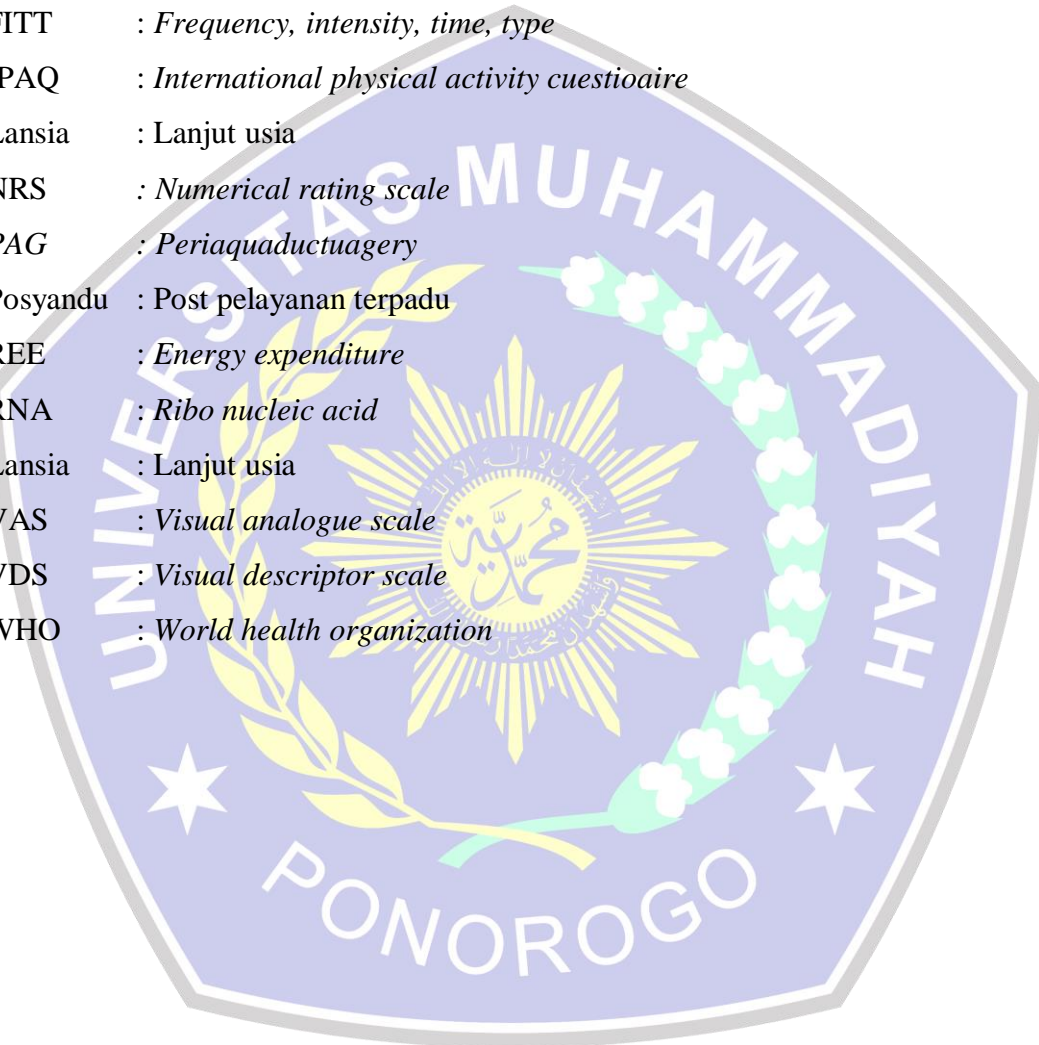 FITT : Frequency, intensity, time, type
IPAQ : International physical activity cuestioaire
Lansia : Lanjut usia
NRS : Numerical rating scale
PAG : Periaquaductuagery
Posyandu : Post pelayanan terpadu
REE : Energy expenditure
RNA : Ribo nucleic acid
Lansia : Lanjut usia
VAS : Visual analogue scale
VDS : Visual descriptor scale
WHO : World health organization
UNIVERSITAS MUHAMMADIYAH
PONOROGO